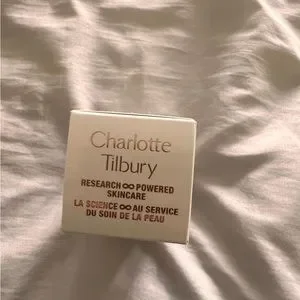 Charlotte
Tilbury
RESEARCH ∞ POWERED
SKINCARE
LA SCIENCE ∞ AU SERVICE
DU SOIN DE LA PEAU